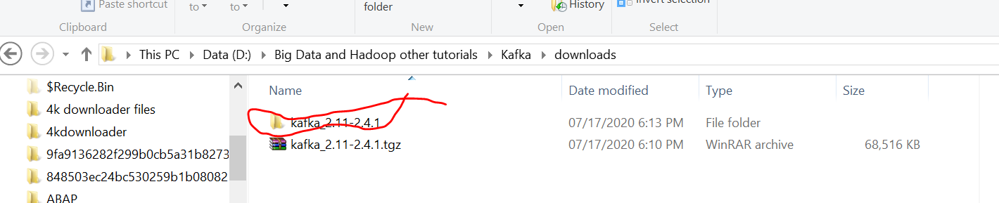 Paste shortcut
to
to
folder
History
Invert selection
Clipboard
Organize
New
Open
Select
This PC
Data (D:)
Big Data and Hadoop other tutorials
Kafka
downloads
$Recycle.Bin
4k downloader files
4kdownloader
9fa9136282f299b0cb5a31b8273
848503ec24bc530259b1b08082
ABAP
Name
Date modified
Type
Size
kafka_2.11-2.4.1
07/17/2020 6:13 PM
File folder
kafka_2.11-2.4.1.tgz
07/17/2020 6:10 PM
WinRAR archive
68,516 KB